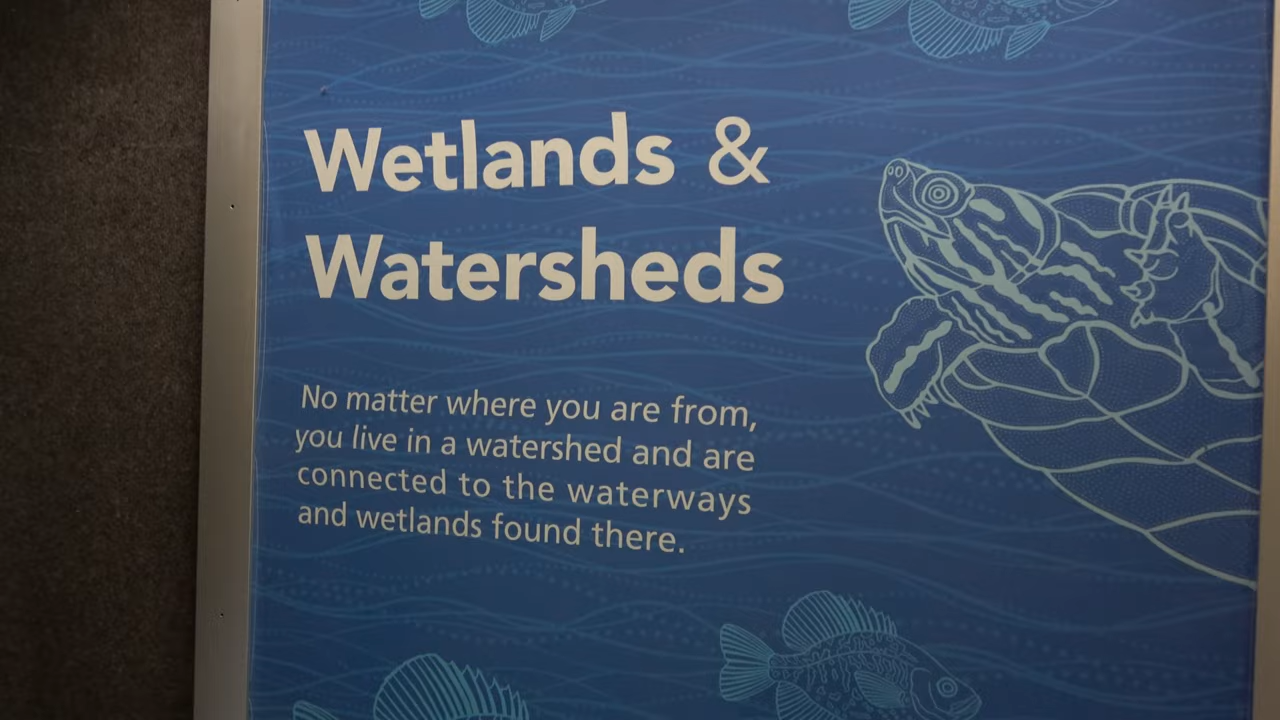 Wetlands &
Watersheds
No matter where you are from,
you live in a watershed and are
connected to the waterways
and wetlands found there.